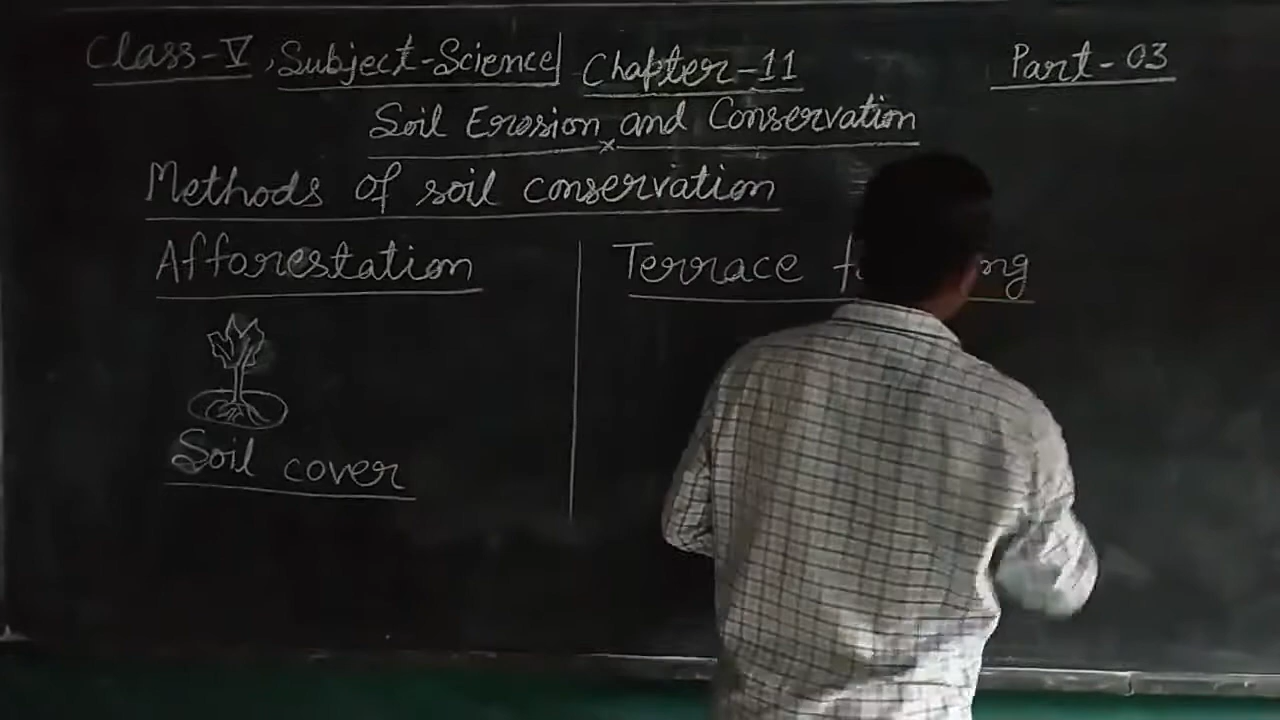 Class-V, Subject-Science Chapter-11 Part-03
Soil Erosion and Conservation
Methods of soil conservation
Afforestation
Soil cover
Terrace